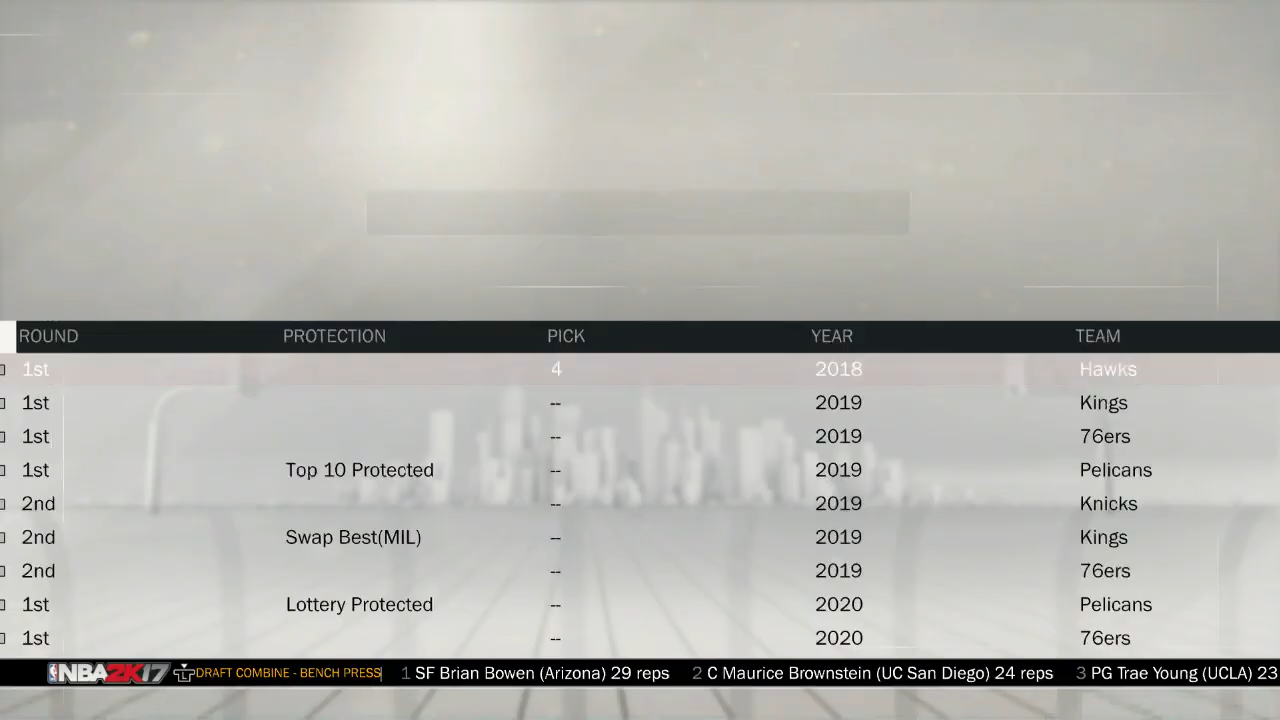 ROUND PROTECTION PICK YEAR TEAM
1st 4 2018 Hawks
1st -- 2019 Kings
1st -- 2019 76ers
1st Top 10 Protected -- 2019 Pelicans
2nd -- 2019 Knicks
2nd Swap Best(MIL) -- 2019 Kings
2nd -- 2019 76ers
1st Lottery Protected -- 2020 Pelicans
1st -- 2020 76ers
NBA 2K17 DRAFT COMBINE - BENCH PRESS 1 SF Brian Bowen (Arizona) 29 reps 2 C Maurice Brownstein (UC San Diego) 24 reps 3 PG Trae Young (UCLA) 23